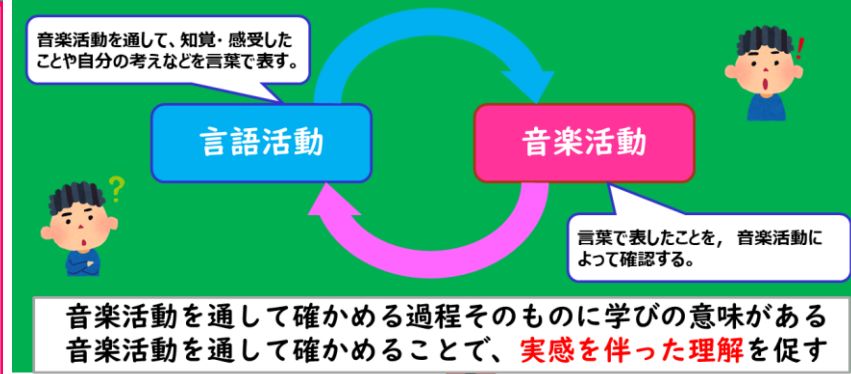 音楽活動を通して、知覚・感受した
ことや自分の考えなどを言葉で表す。
言語活動
音楽活動
?
!
言葉で表したことを, 音楽活動に
よって確認する。
音楽活動を通して確かめる過程そのものに学びの意味がある
音楽活動を通して確かめることで、実感を伴った理解を促す